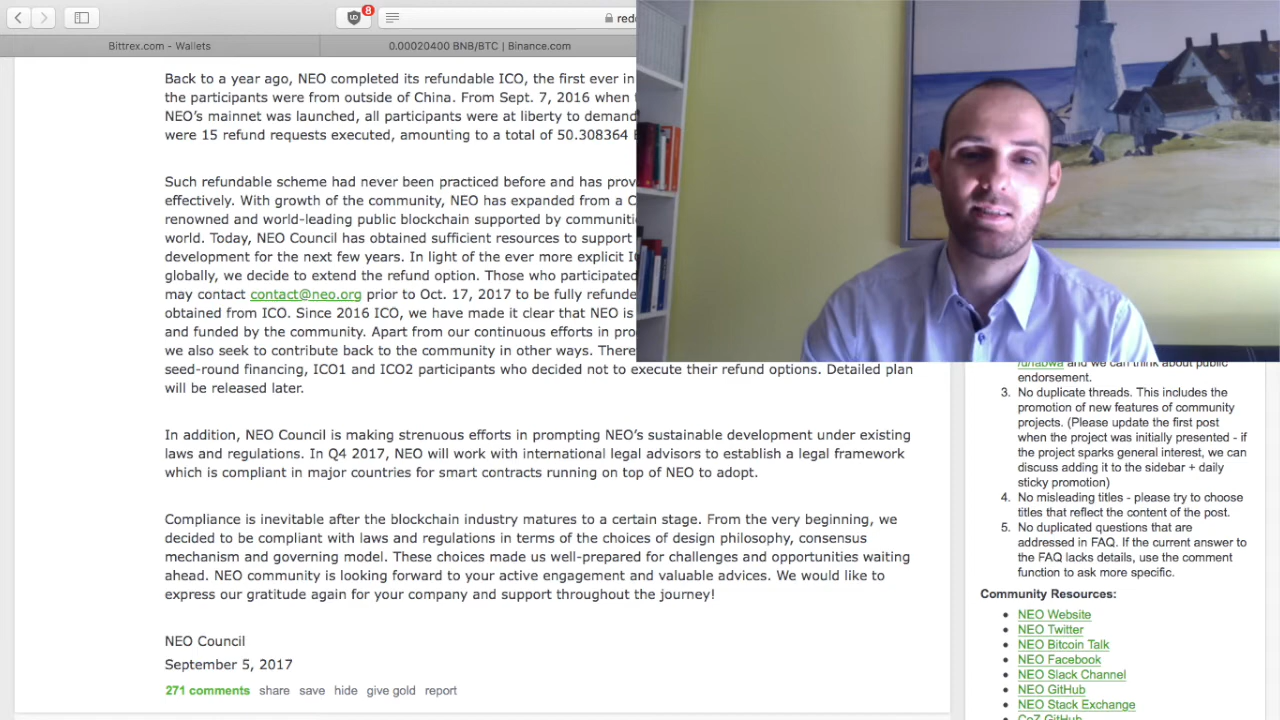 8
redd
Bittrex.com - Wallets
0.00020400 BNB/BTC | Binance.com
Back to a year ago, NEO completed its refundable ICO, the first ever in
the participants were from outside of China. From Sept. 7, 2016 when
NEO's mainnet was launched, all participants were at liberty to demand
were 15 refund requests executed, amounting to a total of 50.308364
Such refundable scheme had never been practiced before and has
effectively. With growth of the community, NEO has expanded from a
renowned and world-leading public blockchain supported by
world. Today, NEO Council has obtained sufficient resources to support
development for the next few years. In light of the ever more explicit
globally, we decide to extend the refund option. Those who participated
may contact contact@neo.org prior to Oct. 17, 2017 to be fully
obtained from ICO. Since 2016 ICO, we have made it clear that NEO is
and funded by the community. Apart from our continuous efforts in
we also seek to contribute back to the community in other ways.
seed-round financing, ICO1 and ICO2 participants who decided not to execute their refund options. Detailed plan
will be released later.
In addition, NEO Council is making strenuous efforts in prompting NEO's sustainable development under existing
laws and regulations. In Q4 2017, NEO will work with international legal advisors to establish a legal framework
which is compliant in major countries for smart contracts running on top of NEO to adopt.
Compliance is inevitable after the blockchain industry matures to a certain stage. From the very beginning, we
decided to be compliant with laws and regulations in terms of the choices of design philosophy, consensus
mechanism and governing model. These choices made us well-prepared for challenges and opportunities waiting
ahead. NEO community is looking forward to your active engagement and valuable advices. We would like to
express our gratitude again for your company and support throughout the journey!
NEO Council
September 5, 2017
271 comments share save hide give gold report
and we can think about public
endorsement.
3. No duplicate threads. This includes the
promotion of new features of community
projects. (Please update the first post
when the project was initially presented - if
the project sparks general interest, we can
discuss adding it to the sidebar + daily
sticky promotion)
4. No misleading titles - please try to choose
titles that reflect the content of the post.
5. No duplicated questions that are
addressed in FAQ. If the current answer to
the FAQ lacks details, use the comment
function to ask more specific.
Community Resources:
NEO Website
NEO Twitter
NEO Bitcoin Talk
NEO Facebook
NEO Slack Channel
NEO GitHub
NEO Stack Exchange
CoZ GitHub